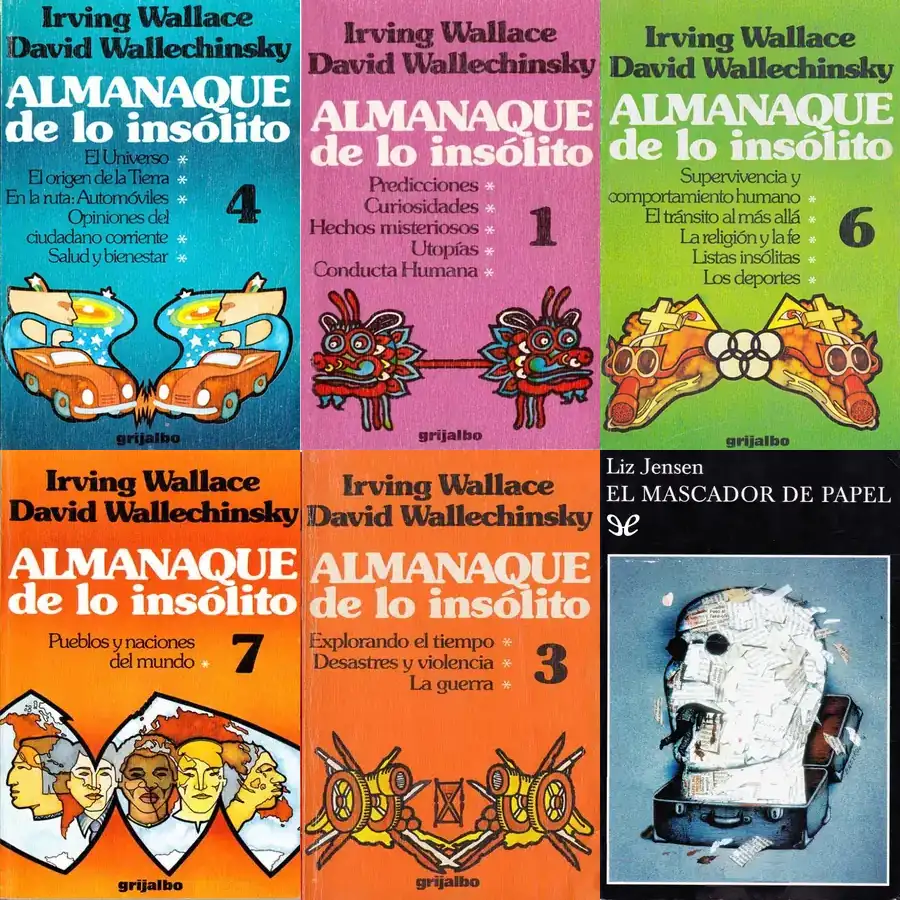 Irving Wallace
David Wallechinsky
ALMANAQUE
de lo insólito
El Universo *
El origen de la Tierra *
En la ruta: Automóviles *
Opiniones del
ciudadano corriente *
Salud y bienestar *
4
grijalbo
Irving Wallace
David Wallechinsky
ALMANAQUE
de lo insólito
Predicciones *
Curiosidades *
Hechos misteriosos *
Utopías *
Conducta Humana *
1
grijalbo
Irving Wallace
David Wallechinsky
ALMANAQUE
de lo insólito
Supervivencia y
comportamiento humano *
El tránsito al más allá *
La religión y la fe *
Listas insólitas *
Los deportes *
6
grijalbo
Irving Wallace
David Wallechinsky
ALMANAQUE
de lo insólito
Pueblos y naciones
del mundo *
7
grijalbo
Irving Wallace
David Wallechinsky
ALMANAQUE
de lo insólito
Explorando el tiempo *
Desastres y violencia *
La guerra *
3
grijalbo
Liz Jensen
EL MASCADOR DE PAPEL